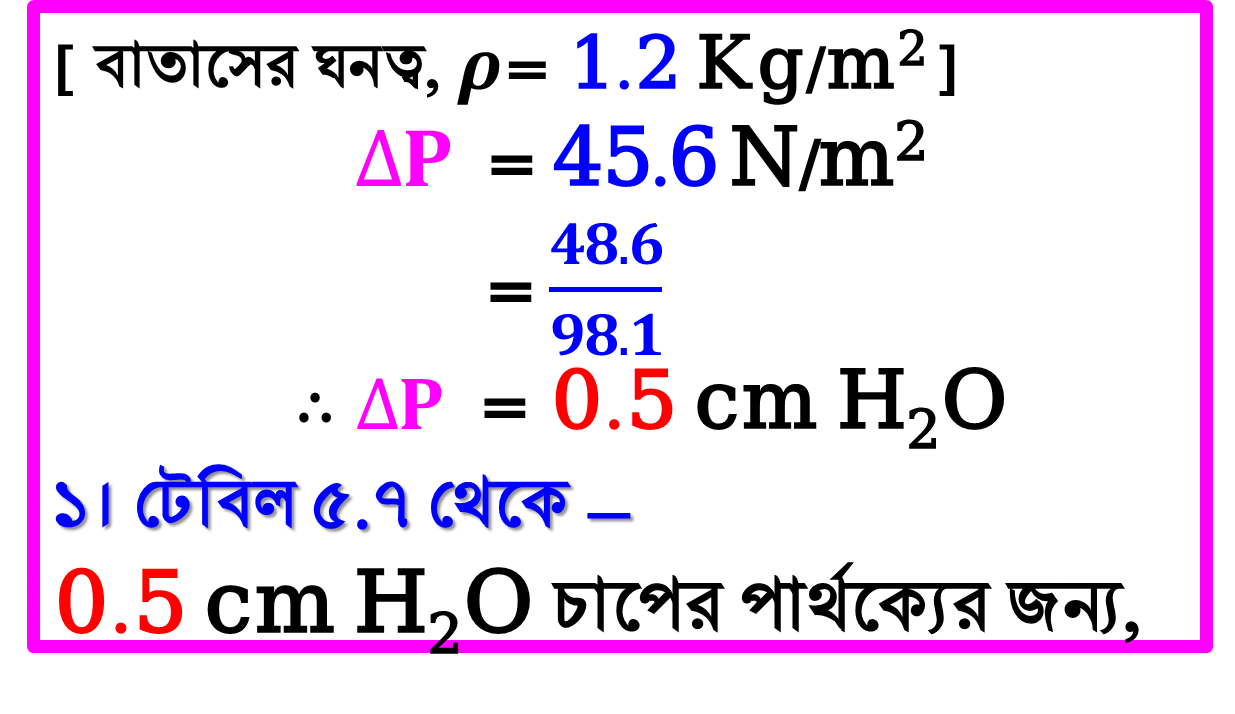 [ বাতাসের ঘনত্ব, ρ= 1.2 Kg/m²]
ΔP = 45.6 N/m²
= 48.6/98.1
∴ ΔP = 0.5 cm H₂O
১। টেবিল ৫.৭ থেকে –
0.5 cm H₂O চাপের পার্থক্যের জন্য,